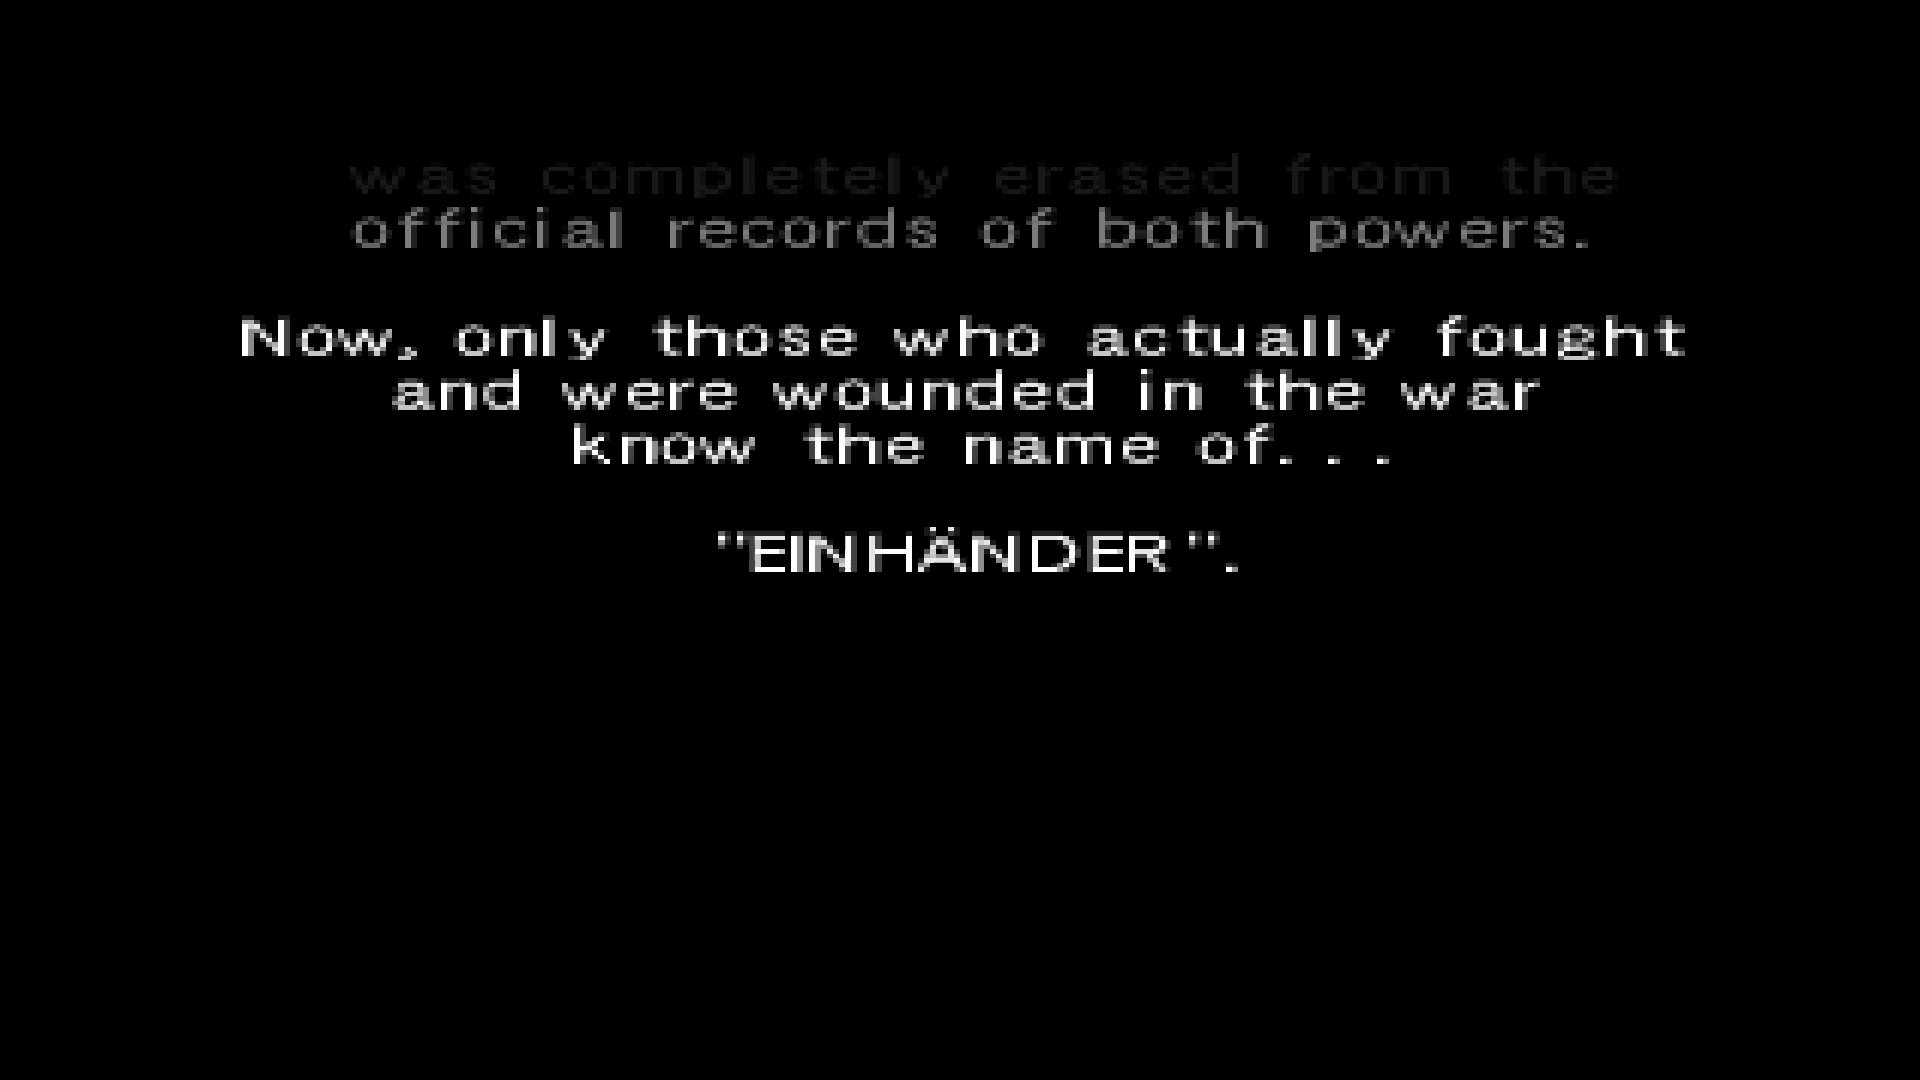 was completely erased from the
official records of both powers.
Now, only those who actually fought
and were wounded in the war
know the name of. . .
"EINHÄNDER".